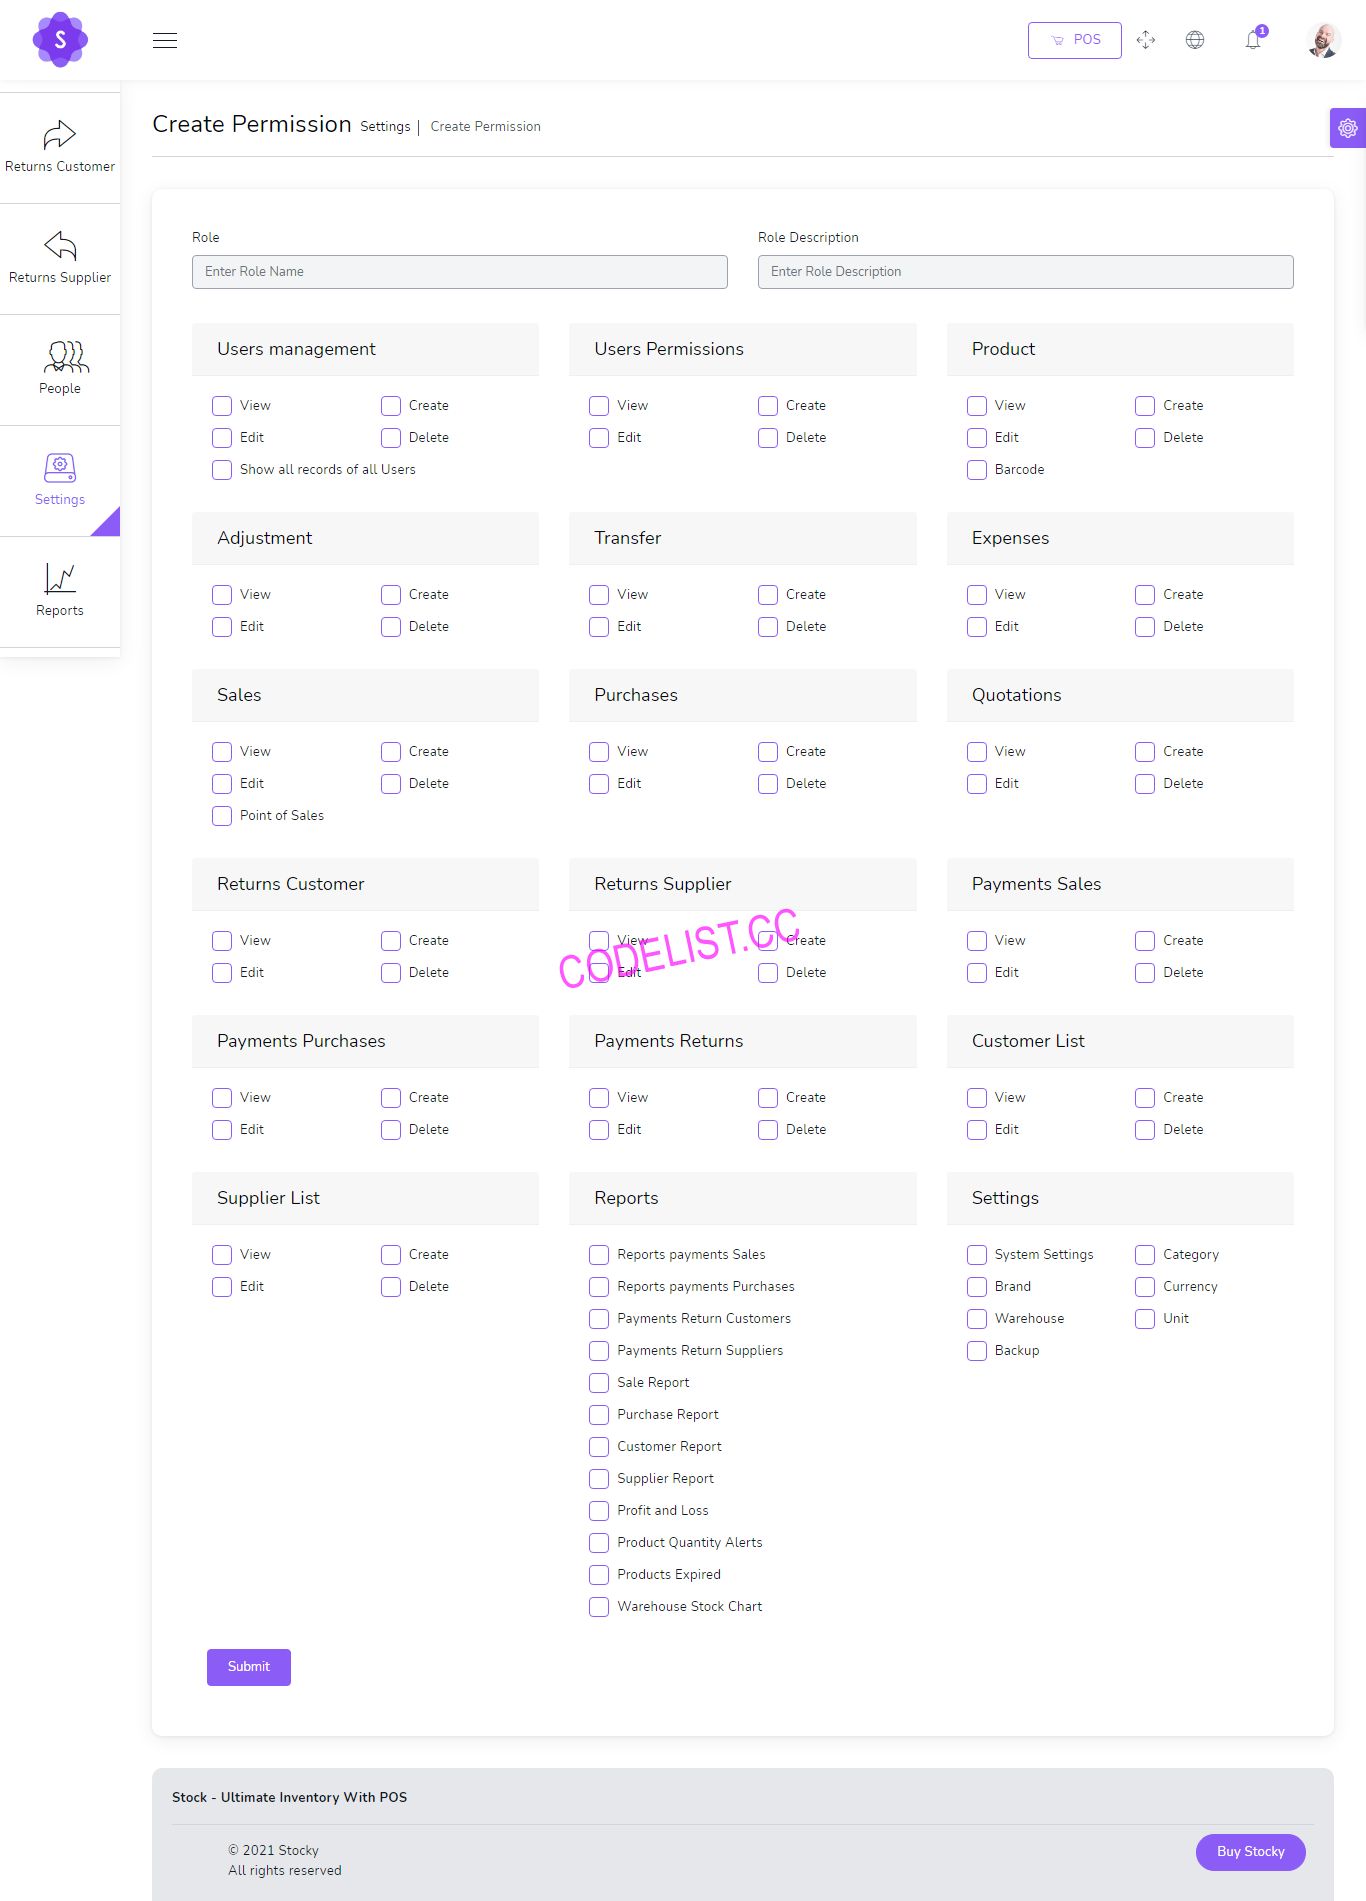 S
POS
1
Returns Customer
Returns Supplier
People
Settings
Reports
Create Permission Settings | Create Permission
Role Role Description
Enter Role Name Enter Role Description
Users management Users Permissions Product
View Create View Create View Create
Edit Delete Edit Delete Edit Delete
Show all records of all Users Barcode
Adjustment Transfer Expenses
View Create View Create View Create
Edit Delete Edit Delete Edit Delete
Sales Purchases Quotations
View Create View Create View Create
Edit Delete Edit Delete Edit Delete
Point of Sales
Returns Customer Returns Supplier Payments Sales
View Create View Create View Create
Edit Delete Edit Delete Edit Delete
CODELIST.CC
Payments Purchases Payments Returns Customer List
View Create View Create View Create
Edit Delete Edit Delete Edit Delete
Supplier List Reports Settings
View Create Reports payments Sales System Settings Category
Edit Delete Reports payments Purchases Brand Currency
Payments Return Customers Warehouse Unit
Payments Return Suppliers Backup
Sale Report
Purchase Report
Customer Report
Supplier Report
Profit and Loss
Product Quantity Alerts
Products Expired
Warehouse Stock Chart
Submit
Stock - Ultimate Inventory With POS
© 2021 Stocky
All rights reserved
Buy Stocky